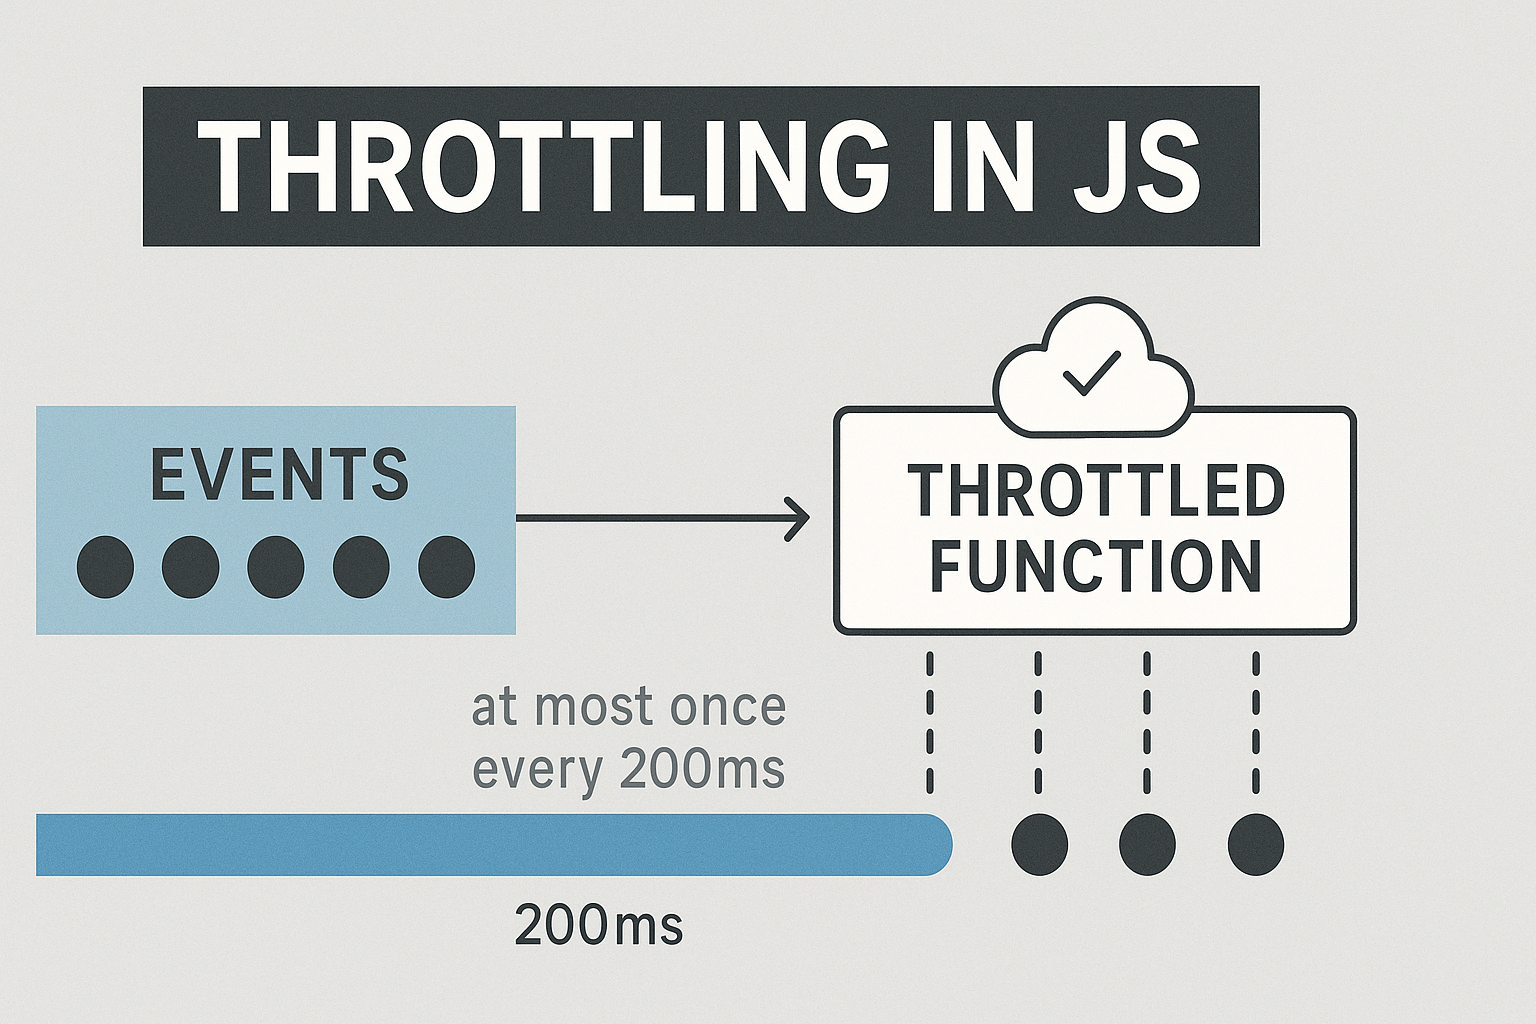 THROTTLING IN JS
EVENTS
THROTTLED
FUNCTION
at most once
every 200ms
200ms